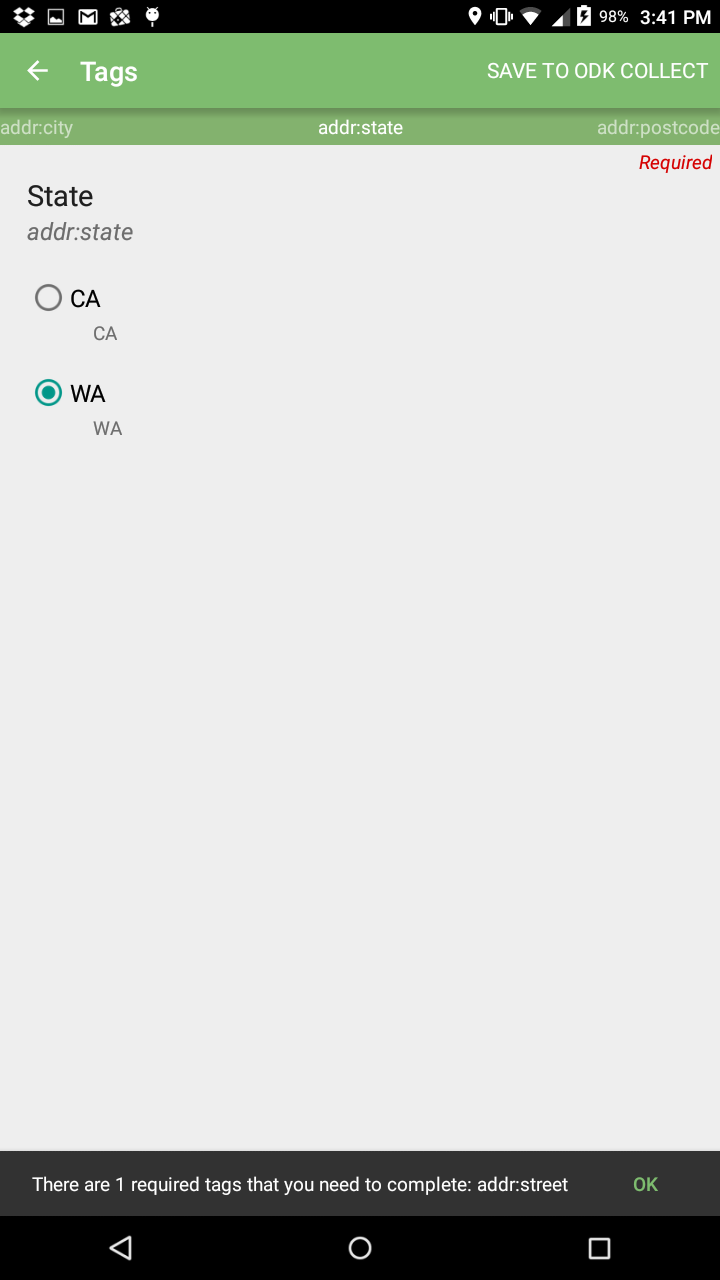 98% 3:41 PM
Tags SAVE TO ODK COLLECT
addr:city addr:state addr:postcode
Required
State
addr:state
CA
CA
WA
WA
There are 1 required tags that you need to complete: addr:street OK